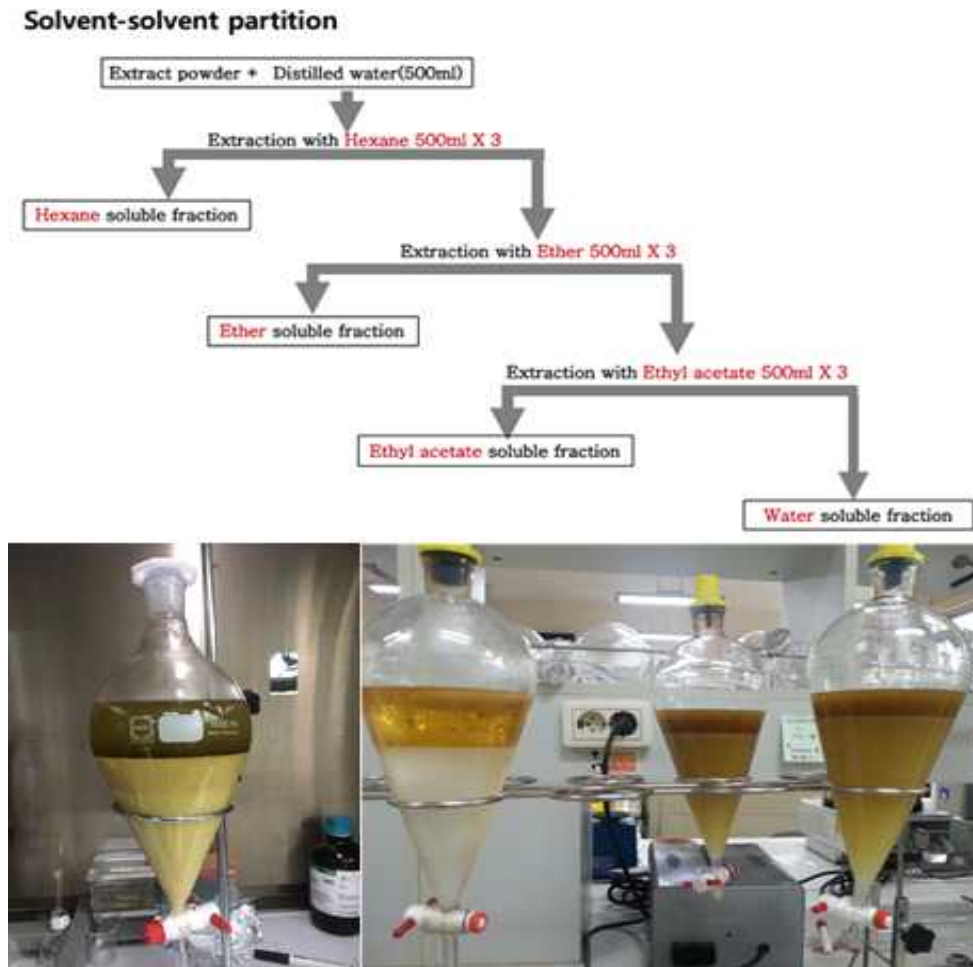 Solvent-solvent partition
Extract powder + Distilled water(500ml)
Extraction with Hexane 500ml X 3
Hexane soluble fraction
Extraction with Ether 500ml X 3
Ether soluble fraction
Extraction with Ethyl acetate 500ml X 3
Ethyl acetate soluble fraction
Water soluble fraction